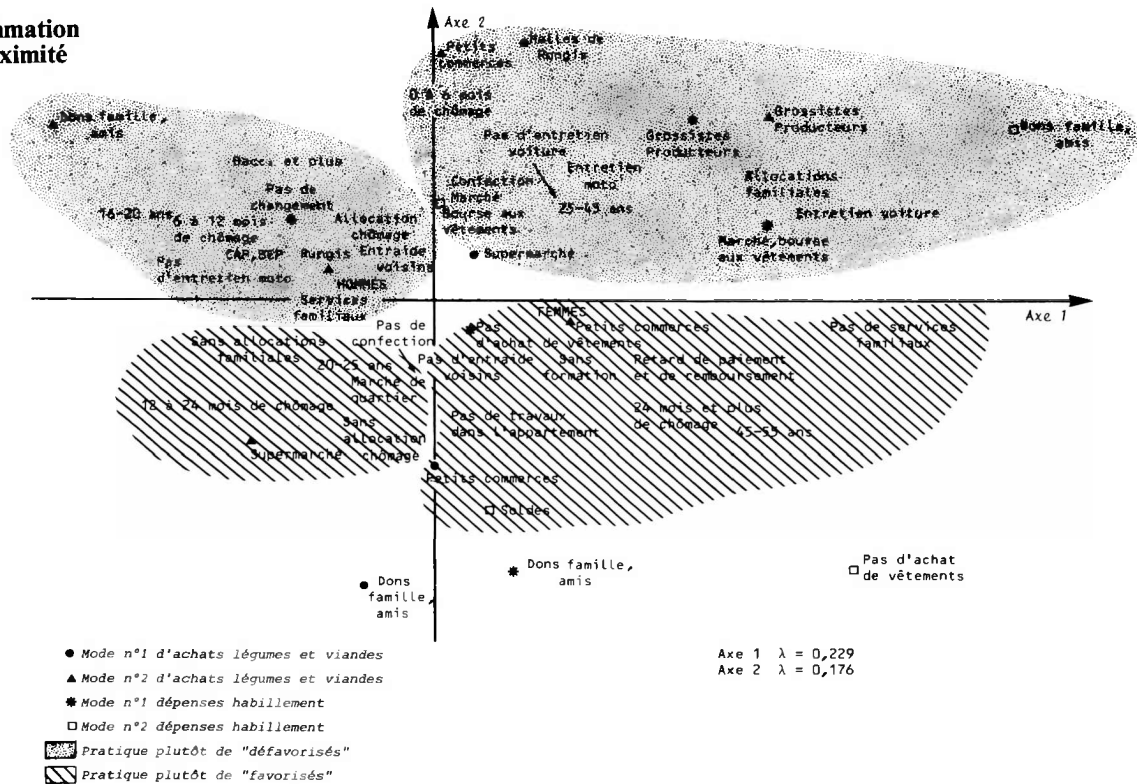 mmation
ximité
Axe 2
Petits
commerces
Halles de
Rungis
0 à 6 mois
de chômage
Dons famille,
amis
Grossistes
Producteurs
Grossistes
Producteurs
Dons famille,
amis
Pas d'entretien
voiture
Entretien
moto
Bacc. et plus
Pas de
changement
Confection
Marché
Bourse aux
vêtements
25-45 ans
Allocations
familiales
Entretien voiture
16-20 ans
6 à 12 mois
de chômage
Allocation
chômage
Marché, bourse
aux vêtements
CAP, BEP
Rungis
Entraide
voisins
Supermarché
Pas
d'entretien moto
HOMMES
Services
familiaux
Axe 1
FEMMES
Pas de
confection
Pas
d'achat de vêtements
Petits commerces
Pas de services
familiaux
Sans allocations
familiales
20-25 ans
Pas d'entraide
voisins
Sans
formation
Retard de paiement
et de remboursement
Marché de
quartier
12 à 24 mois de chômage
Sans
allocation
chômage
Pas de travaux
dans l'appartement
24 mois et plus
de chômage
45-55 ans
Supermarché
Petits commerces
Soldes
Dons famille,
amis
Pas d'achat
de vêtements
Dons
famille,
amis
Mode n°1 d'achats légumes et viandes
Mode n°2 d'achats légumes et viandes
Mode n°1 dépenses habillement
Mode n°2 dépenses habillement
Pratique plutôt de "défavorisés"
Pratique plutôt de "favorisés"
Axe 1 λ = 0,229
Axe 2 λ = 0,176